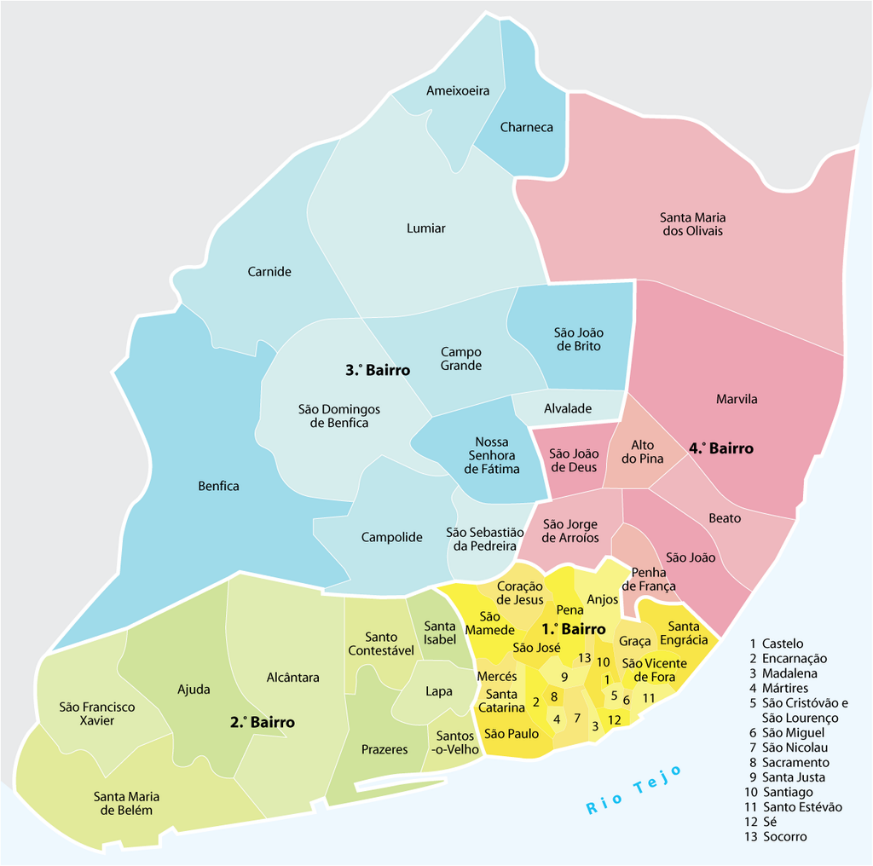 Ameixoeira
Charneca
Lumiar
Santa Maria
dos Olivais
Carnide
São João
de Brito
Campo
Grande
3.º Bairro
Marvila
São Domingos
de Benfica
Alvalade
Nossa
Senhora
de Fátima
São João
de Deus
Alto
do Pina
4.º Bairro
Benfica
Beato
Campolide
São Sebastião
da Pedreira
São Jorge
de Arroíos
São João
Penha
de França
Coração
de Jesus
Pena
Anjos
São
Mamede
1.º Bairro
Santa
Engrácia
Graça
São José
Santo
Contestável
Santa
Isabel
13
10
São Vicente
de Fora
Mercés
9
1
Alcântara
Ajuda
Lapa
Santa
Catarina
2
8
5
6
11
São Francisco
Xavier
2.º Bairro
4
7
3
12
São Paulo
Santos
-o-Velho
Prazeres
Santa Maria
de Belém
Rio Tejo
1 Castelo
2 Encarnação
3 Madalena
4 Mártires
5 São Cristóvão e
São Lourenço
6 São Miguel
7 São Nicolau
8 Sacramento
9 Santa Justa
10 Santiago
11 Santo Estévão
12 Sé
13 Socorro